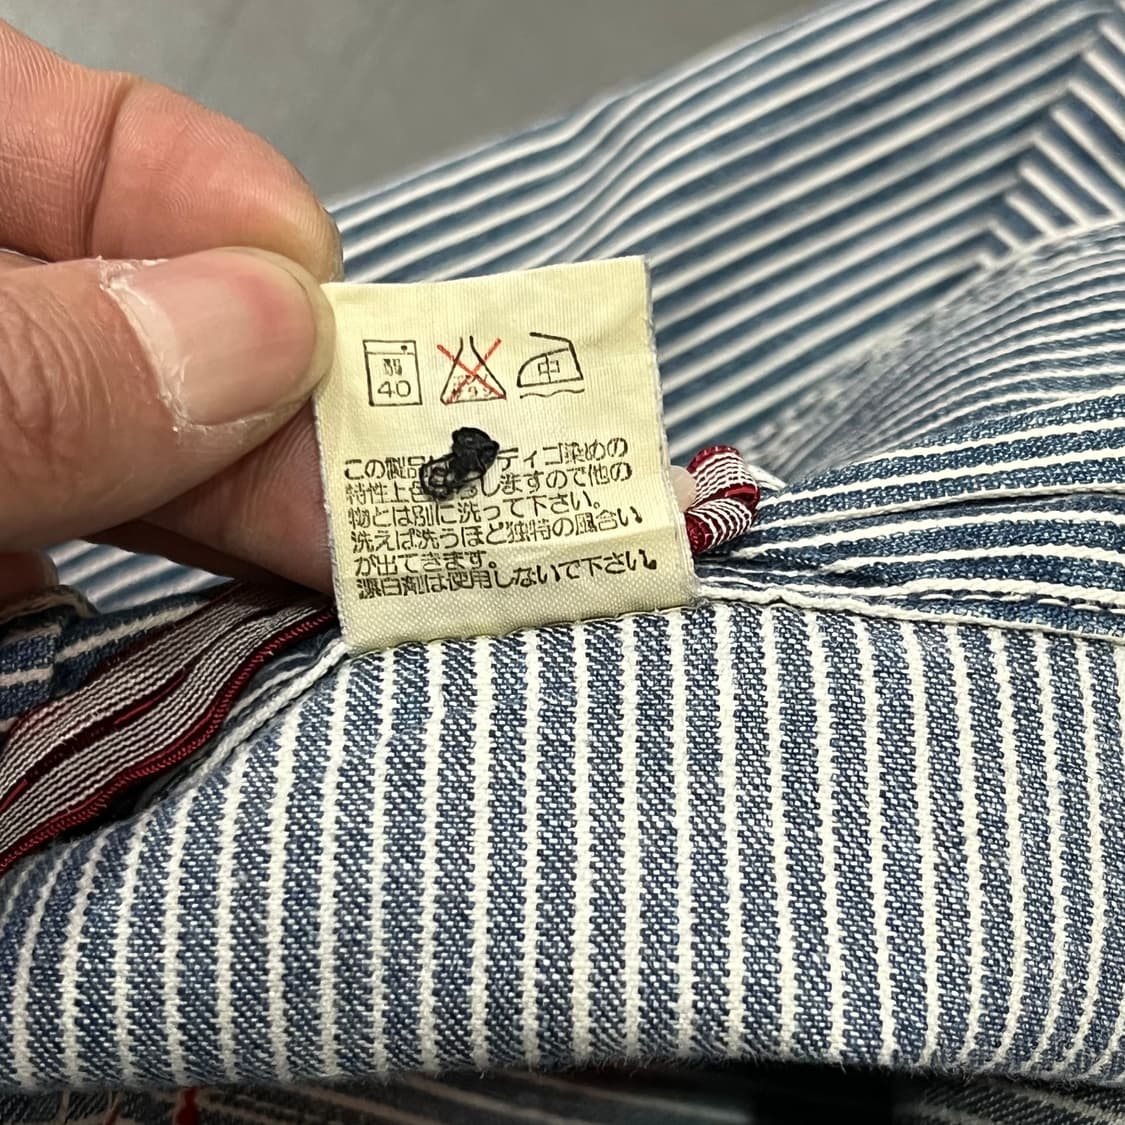 弱
40
中
この製品 ディゴ染めの
特性上色 しますので他の
物とは別に洗って下さい。
洗えば洗うほど独特の風合い
が出てきます。
漂白剤は使用しないで下さい。